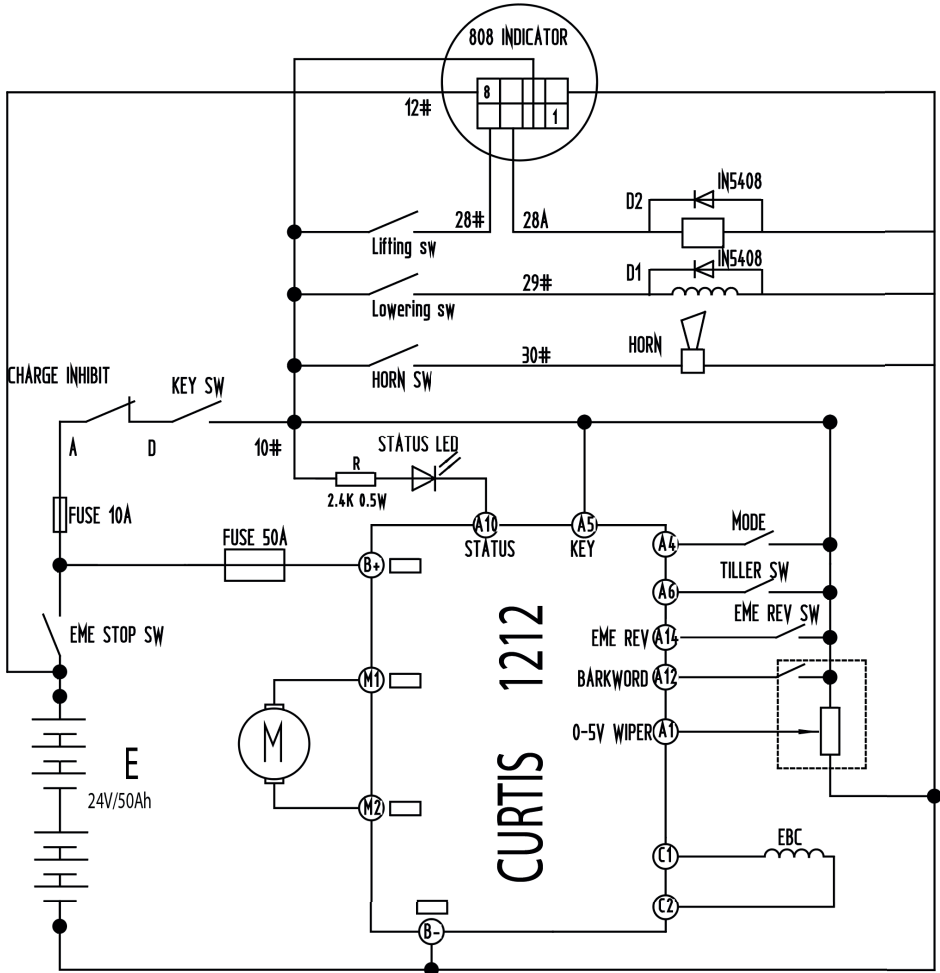 808 INDICATOR
8
12#
1
IN5408
D2
28#
28A
Lifting sw
IN5408
D1
29#
Lowering sw
HORN
30#
HORN SW
CHARGE INHIBIT
KEY SW
A
D
10#
STATUS LED
R
2.4K 0.5W
FUSE 10A
FUSE 50A
A10
A5
STATUS
KEY
A4
MODE
B+
TILLER SW
A6
EME REV SW
EME STOP SW
EME REV
A14
BARKWORD
A12
M1
0-5V WIPER
A1
M
E
24V/50Ah
CURTIS 1212
M2
EBC
C1
C2
B-